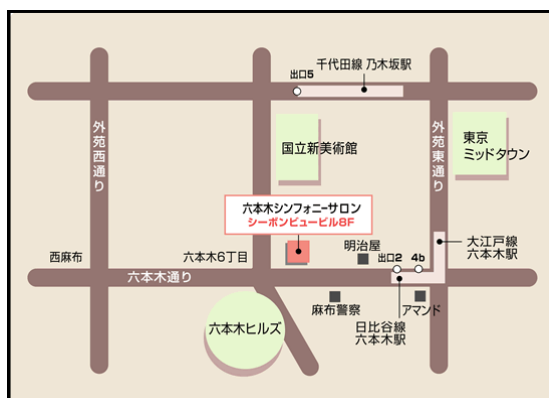 千代田線 乃木坂駅
出口5
外苑西通り
外苑東通り
国立新美術館
東京
ミッドタウン
六本木シンフォニーサロン
シーボンビュービル8F
西麻布
六本木6丁目
明治屋
出口2
4b
大江戸線
六本木駅
六本木通り
麻布警察
アマンド
日比谷線
六本木駅
六本木ヒルズ